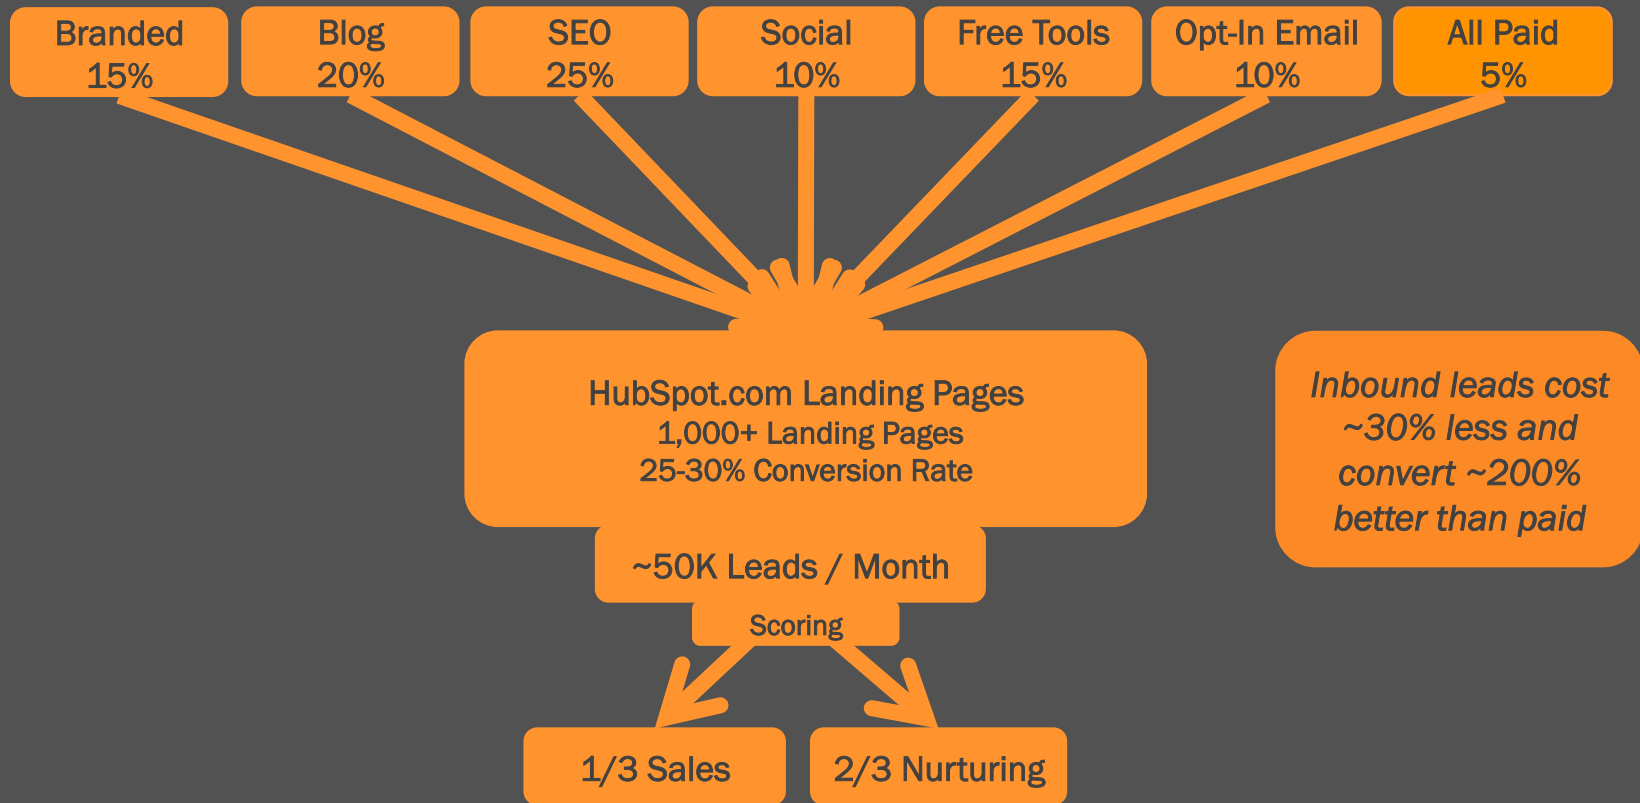 Branded
15%
Blog
20%
SEO
25%
Social
10%
Free Tools
15%
Opt-In Email
10%
All Paid
5%
HubSpot.com Landing Pages
1,000+ Landing Pages
25-30% Conversion Rate
Inbound leads cost
~30% less and
convert ~200%
better than paid
~50K Leads / Month
Scoring
1/3 Sales
2/3 Nurturing